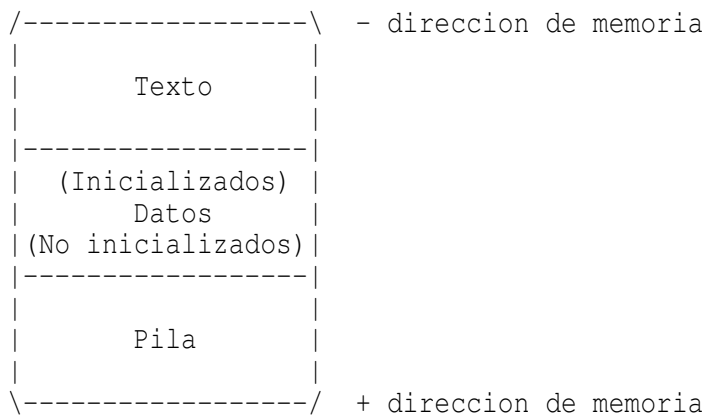 /------------------\ - direccion de memoria
|                  |
|       Texto      |
|                  |
|------------------|
|  (Inicializados) |
|       Datos      |
|(No inicializados)|
|------------------|
|                  |
|       Pila       |
|                  |
\------------------/ + direccion de memoria